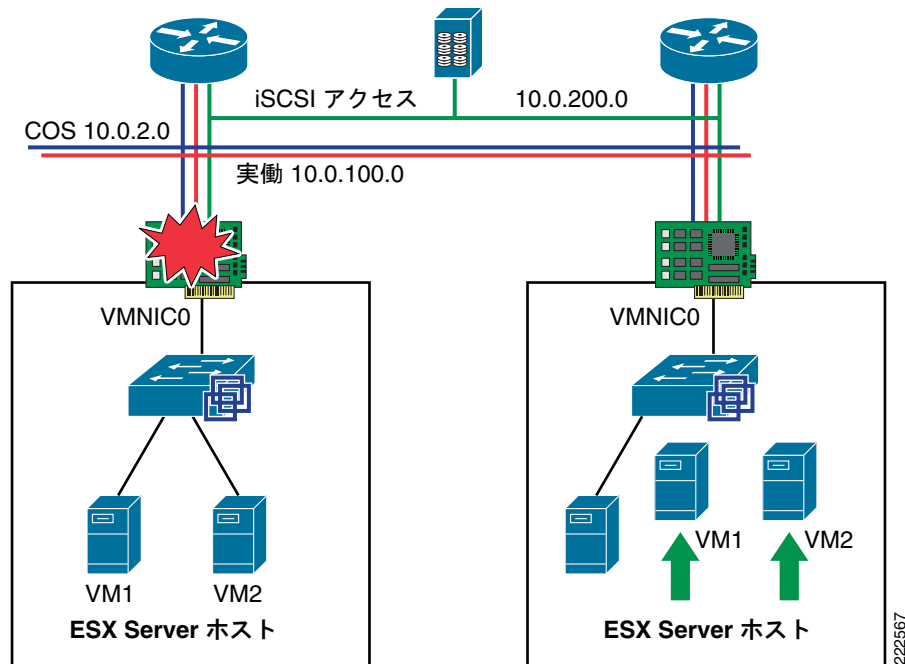 iSCSI アクセス 10.0.200.0
COS 10.0.2.0
実働 10.0.100.0
VMNIC0
VMNIC0
VM1
VM2
VM1
VM2
ESX Server ホスト
ESX Server ホスト
222567